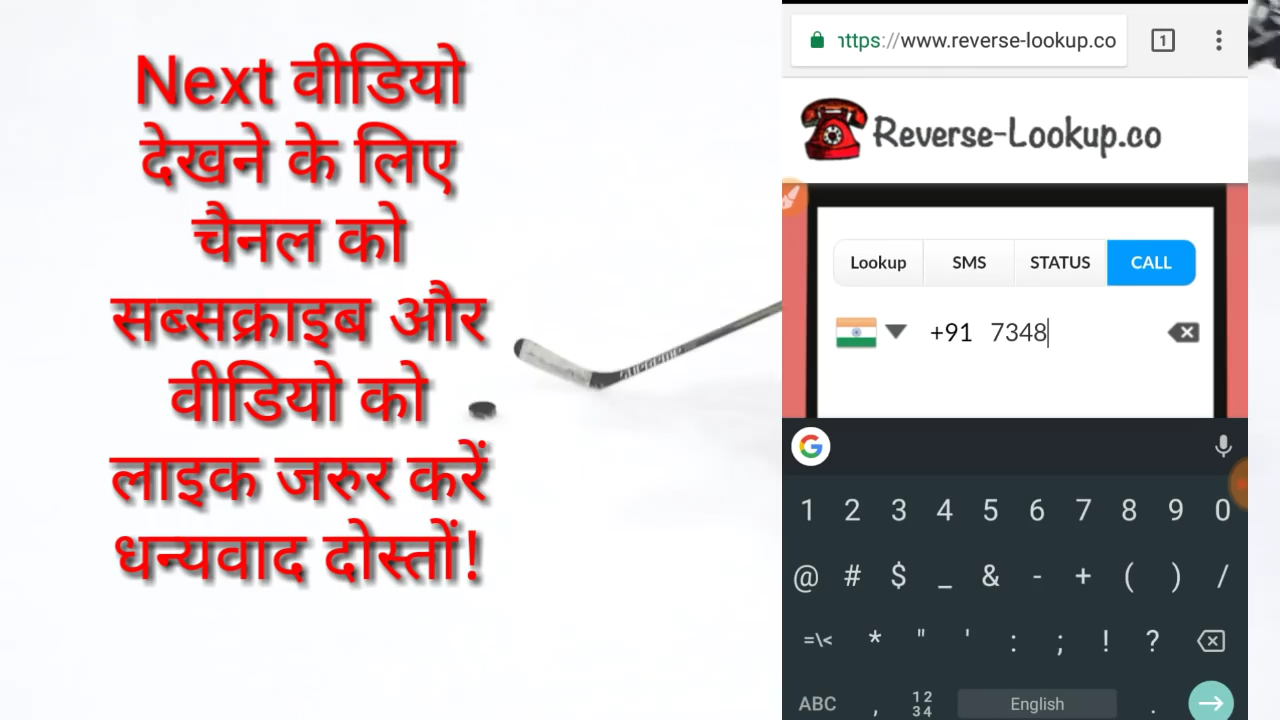 Next वीडियो
देखने के लिए
चैनल को
सब्सक्राइब और
वीडियो को
लाइक जरुर करें
धन्यवाद दोस्तों!
https://www.reverse-lookup.co 1
Reverse-Lookup.co
Lookup SMS STATUS CALL
+91 7348
G
1 2 3 4 5 6 7 8 9 0
@ # $ _ & - + ( ) /
=\< * " ' : ; ! ?
ABC , 12 34 English .